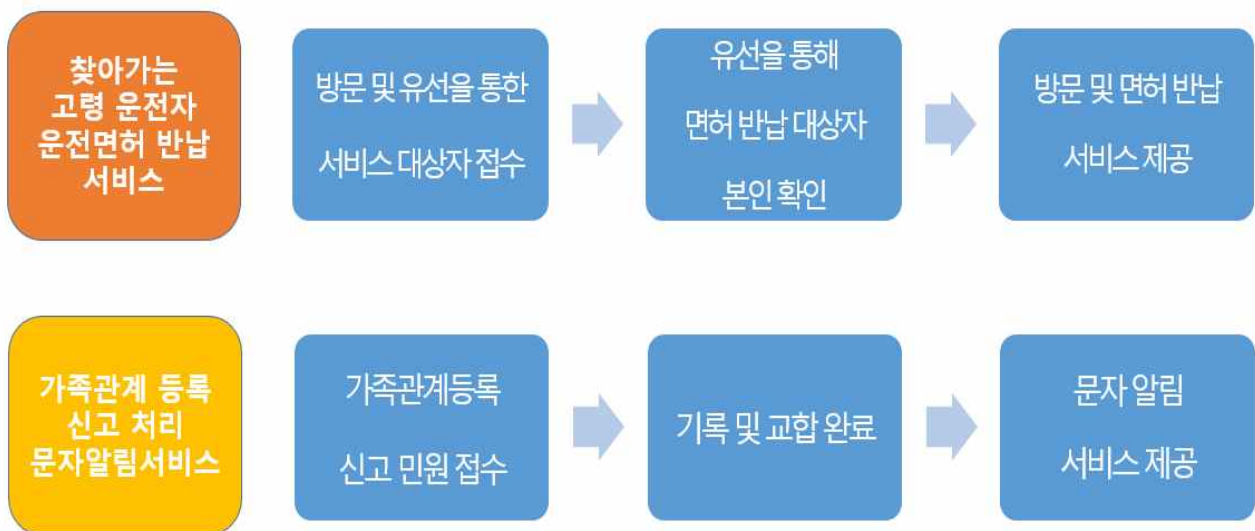 찾아가는
고령 운전자
운전면허 반납
서비스
방문 및 유선을 통한
서비스 대상자 접수
유선을 통해
면허 반납 대상자
본인 확인
방문 및 면허 반납
서비스 제공
가족관계 등록
신고 처리
문자알림서비스
가족관계등록
신고 민원 접수
기록 및 교합 완료
문자 알림
서비스 제공